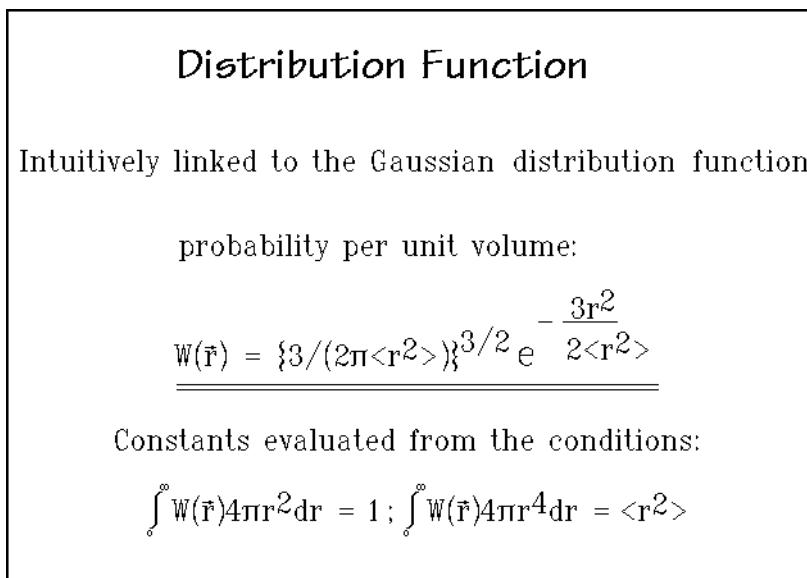 Distribution Function
Intuitively linked to the Gaussian distribution function
probability per unit volume:
W(r⃗) = {3/(2π<r²>)}^3/2 e^-3r²/2<r²>
Constants evaluated from the conditions:
∫₀^∞ W(r⃗)4πr²dr = 1 ; ∫₀^∞ W(r⃗)4πr⁴dr = <r²>